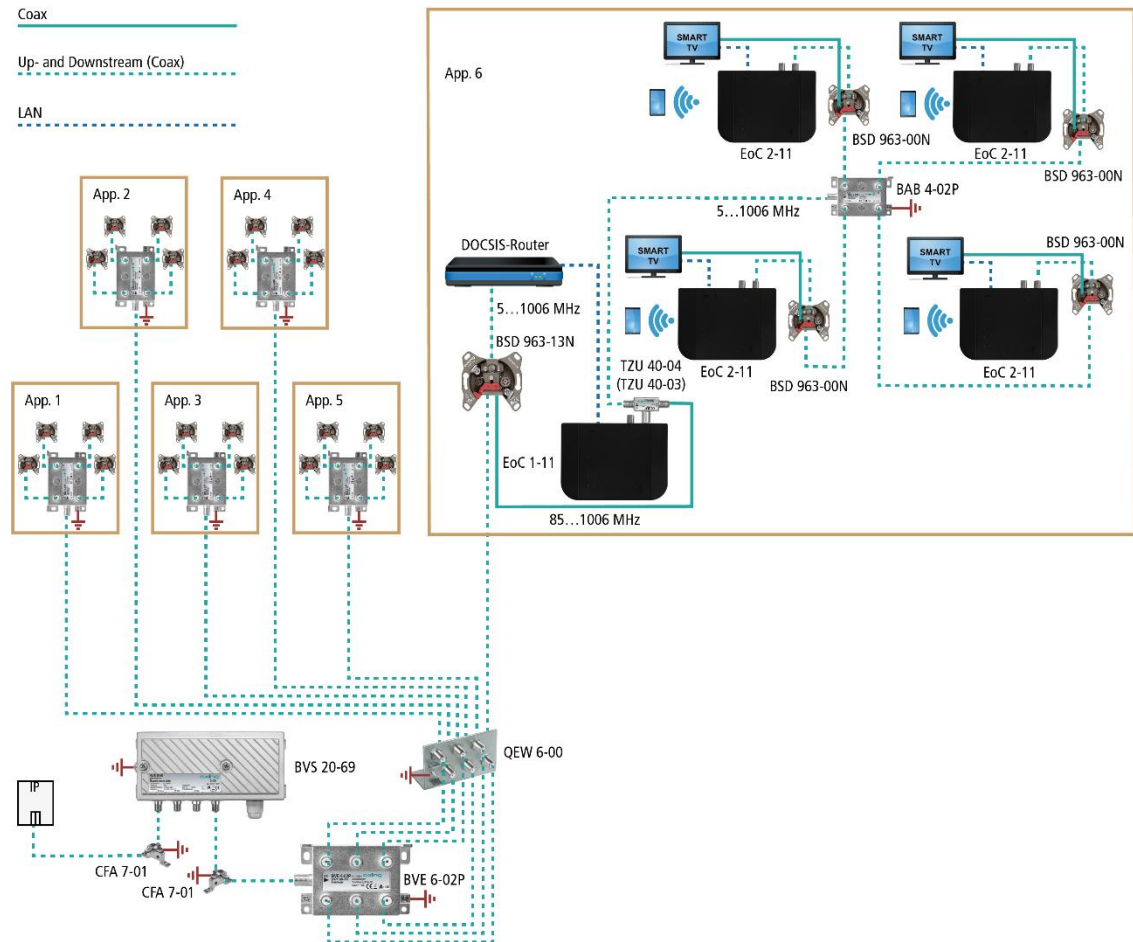 Coax
Up- and Downstream (Coax)
LAN
App. 6
SMART
TV
EoC 2-11
BSD 963-00N
SMART
TV
EoC 2-11
BSD 963-00N
BAB 4-02P
5...1006 MHz
App. 2
App. 4
DOCSIS-Router
5...1006 MHz
BSD 963-13N
SMART
TV
EoC 2-11
BSD 963-00N
BSD 963-00N
SMART
TV
EoC 2-11
TZU 40-04
(TZU 40-03)
EoC 1-11
85...1006 MHz
App. 1
App. 3
App. 5
QEW 6-00
BVS 20-69
IP
CFA 7-01
CFA 7-01
BVE 6-02P